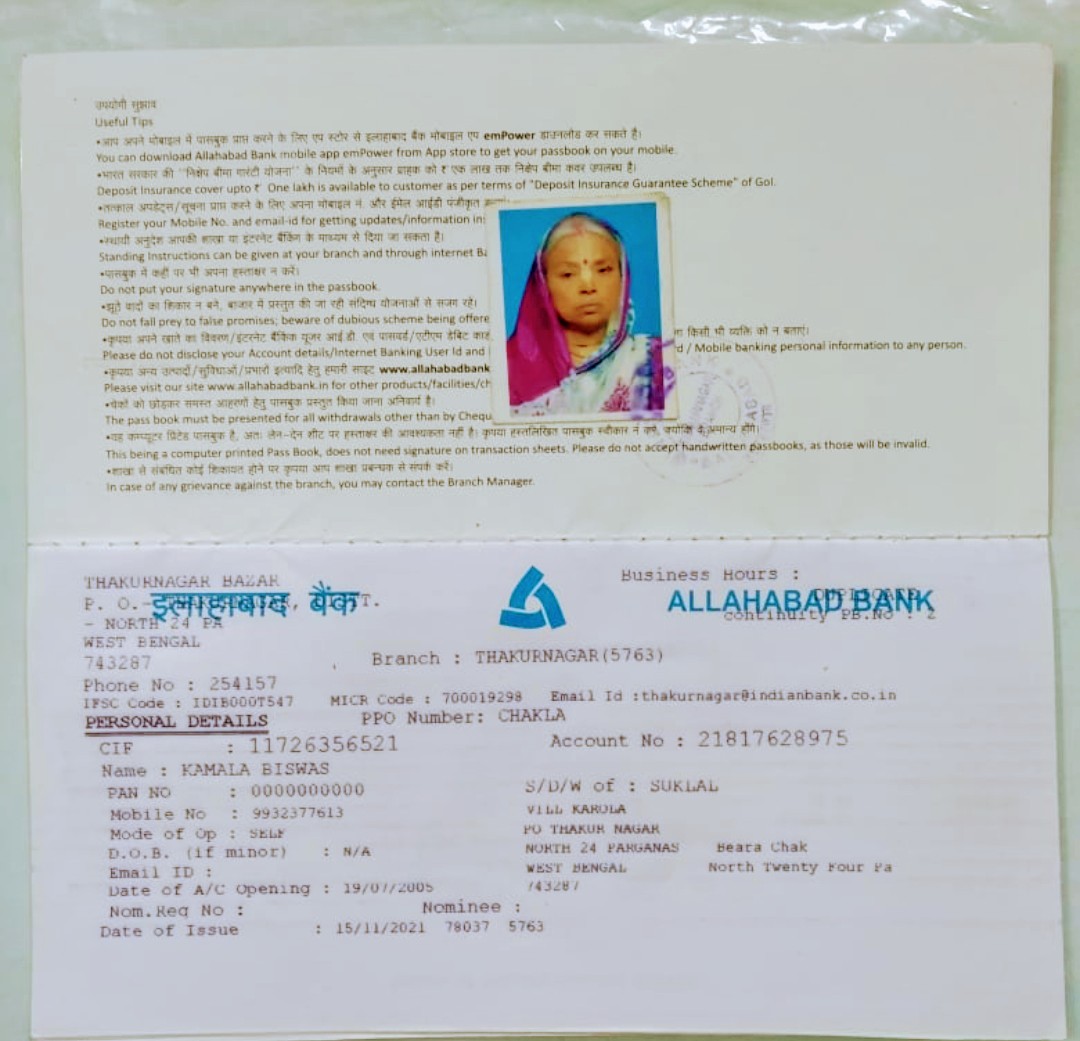 उपयोगी सुझाव
Useful Tips
•आप अपने मोबाइल में पासबुक प्राप्त करने के लिए एप स्टोर से इलाहाबाद बैंक मोबाइल एप emPower डाउनलोड कर सकते है।
You can download Allahabad Bank mobile app emPower from App store to get your passbook on your mobile.
•भारत सरकार की "निक्षेप बीमा गारंटी योजना" के नियमों के अनुसार ग्राहक को ₹ एक लाख तक निक्षेप बीमा कवर उपलब्ध है।
Deposit Insurance cover upto ₹ One lakh is available to customer as per terms of "Deposit Insurance Guarantee Scheme" of GoI.
•तत्काल अपडेट्स/सूचना प्राप्त करने के लिए अपना मोबाइल नं. और ईमेल आईडी पंजीकृत
Register your Mobile No. and email-id for getting updates/information
•स्थायी अनुदेश आपकी शाखा या इंटरनेट बैंकिंग के माध्यम से दिया जा सकता है।
Standing Instructions can be given at your branch and through internet
•पासबुक में कहीं पर भी अपना हस्ताक्षर न करें।
Do not put your signature anywhere in the passbook.
•झूठे वादों का शिकार न बनें, बाजार में प्रस्तुत की जा रही संदिग्ध योजनाओं से सजग रहें।
Do not fall prey to false promises; beware of dubious scheme being offere
•कृपया अपने खाते का विवरण/इंटरनेट बैंकिंक यूजर आई.डी. एवं पासवर्ड/एटीएम डेबिट कार्ड किसी भी व्यक्ति को न बताएं।
Please do not disclose your Account details/Internet Banking User Id and d / Mobile banking personal information to any person.
•कृपया अन्य उत्पादों/सुविधाओं/प्रभारों इत्यादि हेतु हमारी साइट www.allahabadbank
Please visit our site www.allahabadbank.in for other products/facilities/ch
•चेकों को छोड़कर समस्त आहरणों हेतु पासबुक प्रस्तुत किया जाना अनिवार्य है।
The pass book must be presented for all withdrawals other than by Chequ
•यह कम्प्यूटर प्रिंटेड पासबुक है, अतः लेन-देन शीट पर हस्ताक्षर की आवश्यकता नहीं है। कृपया हस्तलिखित पासबुक स्वीकार न करें, क्योंकि ये अमान्य होंगे।
This being a computer printed Pass Book, does not need signature on transaction sheets. Please do not accept handwritten passbooks, as those will be invalid.
•शाखा से संबंधित कोई शिकायत होने पर कृपया आप शाखा प्रबन्धक से संपर्क करें।
In case of any grievance against the branch, you may contact the Branch Manager.
THAKURNAGAR BAZAR Business Hours :
इलाहाबाद बैंक ALLAHABAD BANK
DUPLICATE
P. O.- THAKURNAGAR, DISTT.
continuity PB.No : 2
- NORTH 24 PA
WEST BENGAL
743287 Branch : THAKURNAGAR(5763)
Phone No : 254157
IFSC Code : IDIB000T547 MICR Code : 700019298 Email Id :thakurnagar@indianbank.co.in
PERSONAL DETAILS PPO Number: CHAKLA
CIF : 11726356521 Account No : 21817628975
Name : KAMALA BISWAS
PAN NO : 0000000000 S/D/W of : SUKLAL
Mobile No : 9932377613 VILL KAROLA
Mode of Op : SELF PO THAKUR NAGAR
D.O.B. (if minor) : N/A NORTH 24 PARGANAS Beara Chak
Email ID : WEST BENGAL North Twenty Four Pa
Date of A/C Opening : 19/07/2005 743287
Nom.Req No : Nominee :
Date of Issue : 15/11/2021 78037 5763